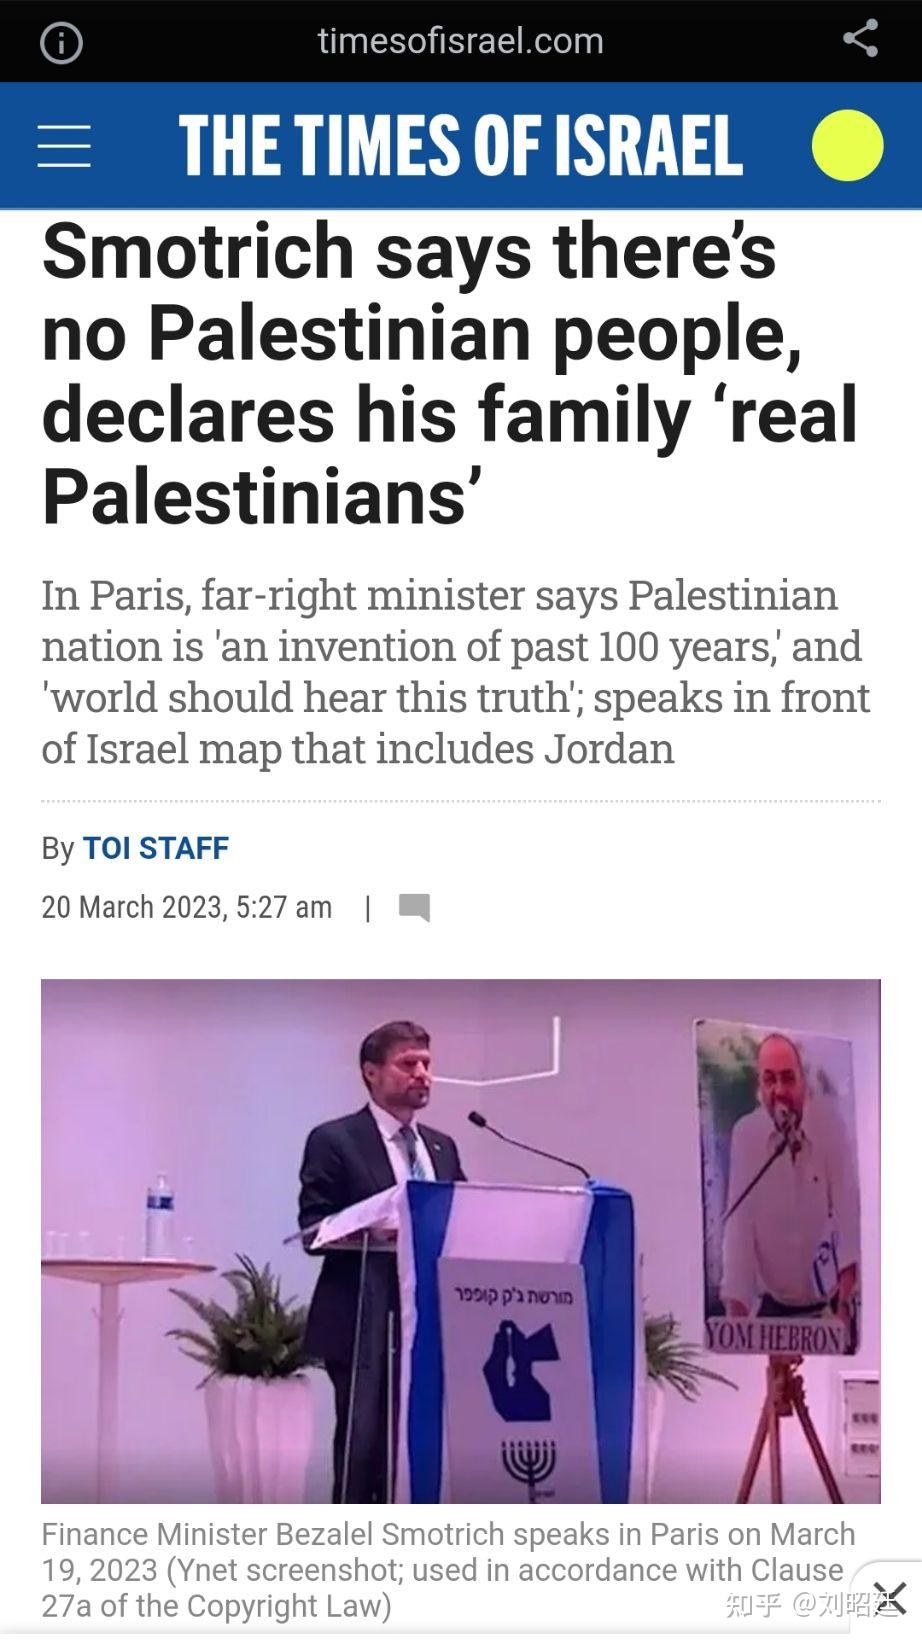 timesofisrael.com
THE TIMES OF ISRAEL
Smotrich says there's
no Palestinian people,
declares his family ‘real
Palestinians’
In Paris, far-right minister says Palestinian
nation is 'an invention of past 100 years,' and
'world should hear this truth'; speaks in front
of Israel map that includes Jordan
By TOI STAFF
20 March 2023, 5:27 am |
מורשת ג'ק קופפר
YOM HEBRON
Finance Minister Bezalel Smotrich speaks in Paris on March
19, 2023 (Ynet screenshot; used in accordance with Clause
27a of the Copyright Law)
知乎 @刘昭廷